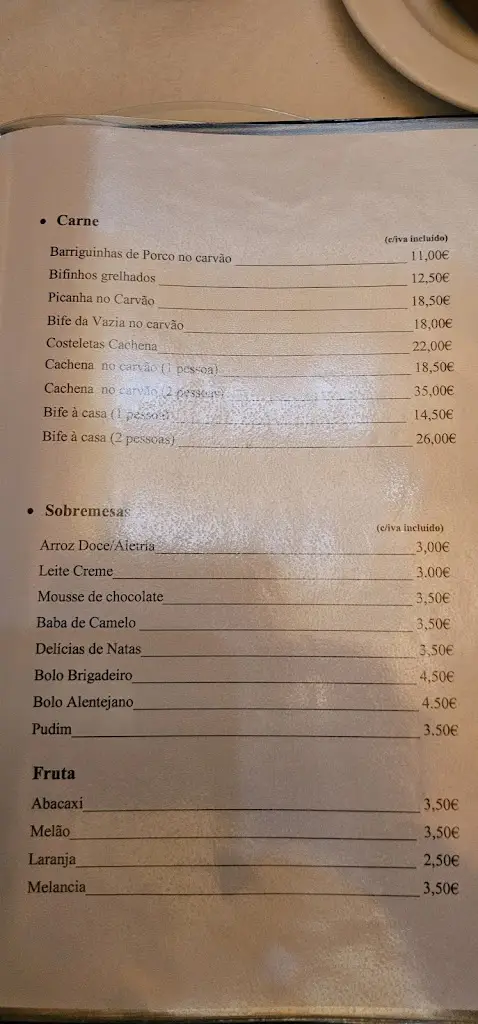 • Carne
(c/iva incluído)
Barriguinhas de Porco no carvão 11,00€
Bifinhos grelhados 12,50€
Picanha no Carvão 18,50€
Bife da Vazia no carvão 18,00€
Costeletas Cachena 22,00€
Cachena no carvão (1 pessoa) 18,50€
Cachena no carvão (2 pessoas) 35,00€
Bife à casa (1 pessoa) 14,50€
Bife à casa (2 pessoas) 26,00€
• Sobremesas
(c/iva incluído)
Arroz Doce/Aletria 3,00€
Leite Creme 3.00€
Mousse de chocolate 3,50€
Baba de Camelo 3,50€
Delícias de Natas 3,50€
Bolo Brigadeiro 4,50€
Bolo Alentejano 4.50€
Pudim 3.50€
Fruta
Abacaxi 3,50€
Melão 3,50€
Laranja 2,50€
Melancia 3,50€